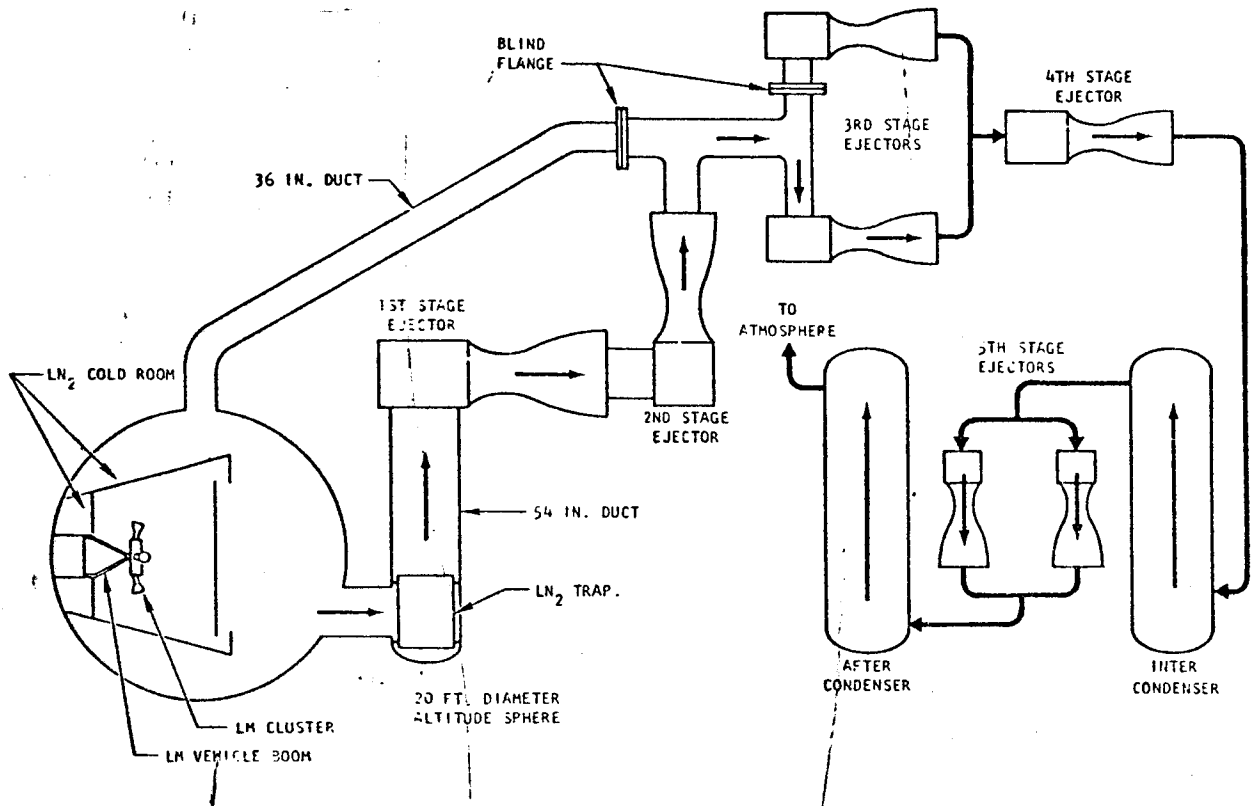 BLIND
FLANGE
4TH STAGE
EJECTOR
3RD STAGE
EJECTORS
36 IN. DUCT
1ST STAGE
EJECTOR
TO
ATMOSPHERE
5TH STAGE
EJECTORS
LN₂ COLD ROOM
2ND STAGE
EJECTOR
54 IN. DUCT
LN₂ TRAP.
20 FT. DIAMETER
ALTITUDE SPHERE
AFTER
CONDENSER
INTER
CONDENSER
LM CLUSTER
LM VEHICLE BOOM